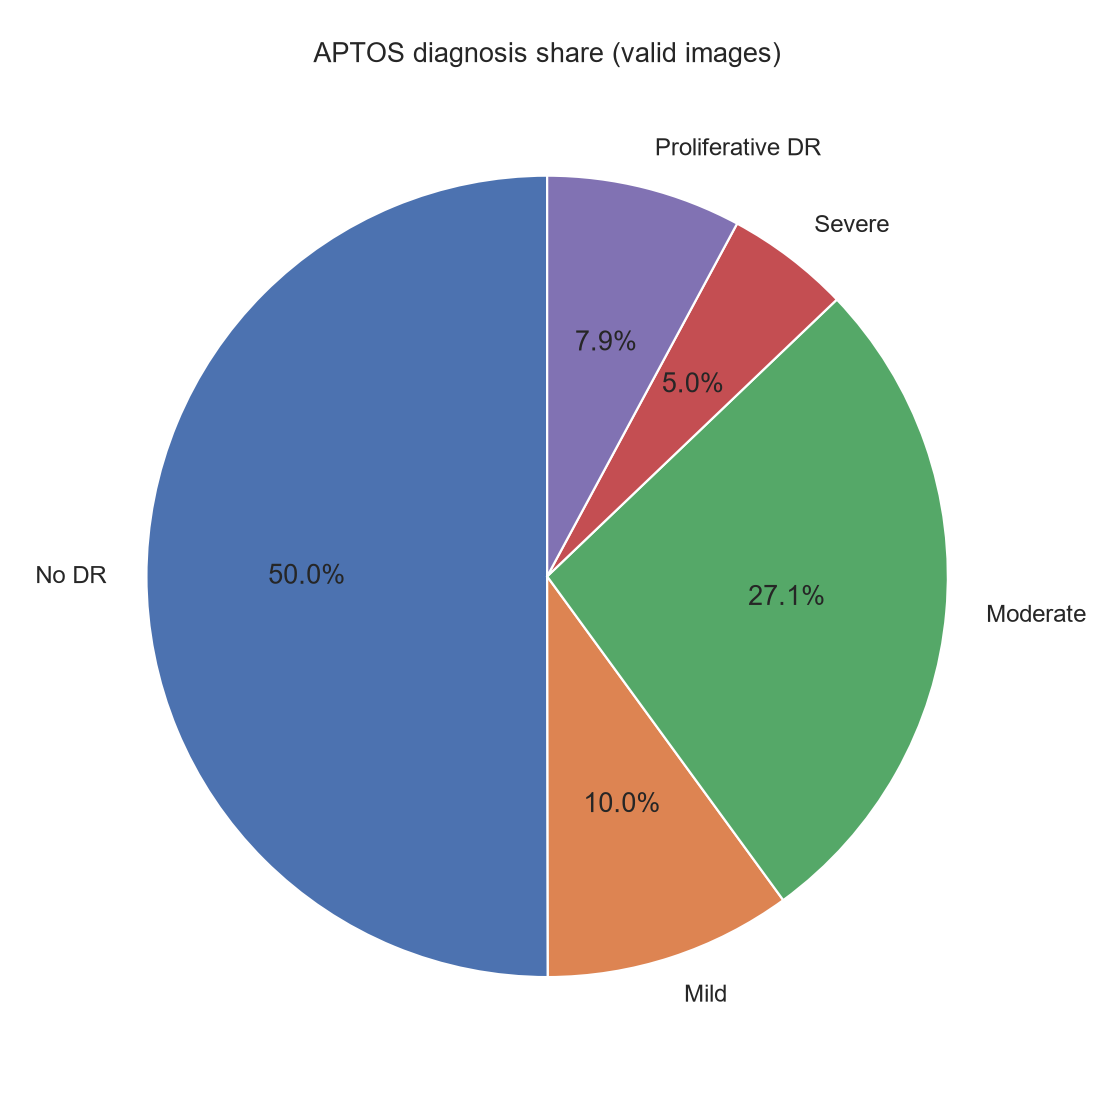 APTOS diagnosis share (valid images)
Proliferative DR
Severe
7.9%
5.0%
No DR
50.0%
27.1%
Moderate
10.0%
Mild